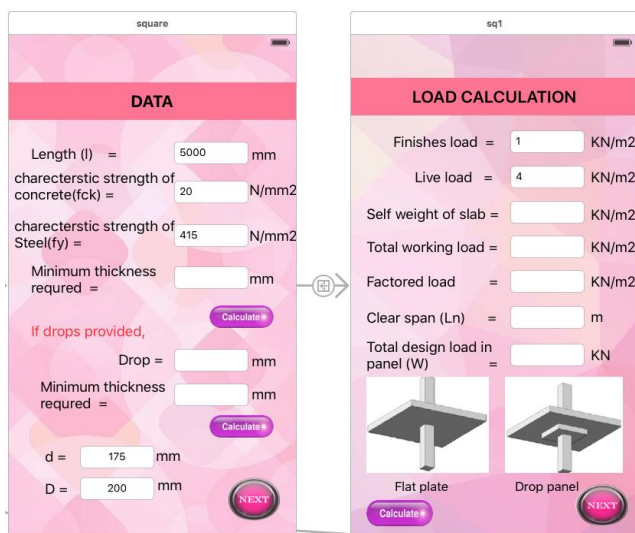 square
DATA
Length (l) = 5000 mm
charecterstic strength of
concrete(fck) = 20 N/mm2
charecterstic strength of
Steel(fy) = 415 N/mm2
Minimum thickness
requred = mm
Calculate
If drops provided,
Drop = mm
Minimum thickness
requred = mm
Calculate
d = 175 mm
D = 200 mm
NEXT
sq1
LOAD CALCULATION
Finishes load = 1 KN/m2
Live load = 4 KN/m2
Self weight of slab = KN/m2
Total working load = KN/m2
Factored load = KN/m2
Clear span (Ln) = m
Total design load in
panel (W) = KN
Flat plate Drop panel
Calculate
NEXT